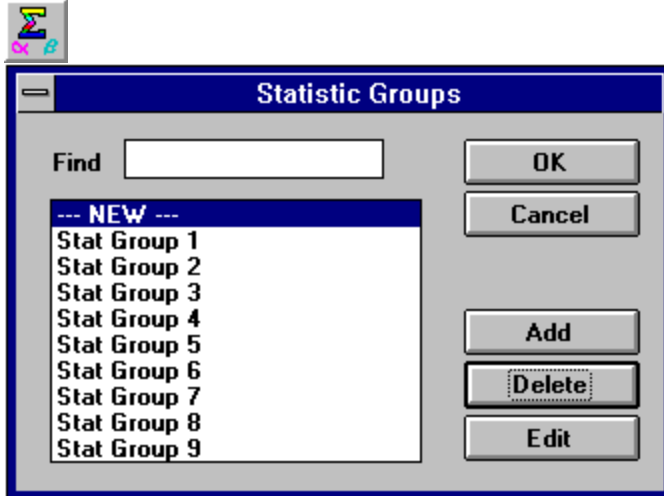 Σ
α β
Statistic Groups
Find
OK
--- NEW ---
Cancel
Stat Group 1
Stat Group 2
Stat Group 3
Stat Group 4
Add
Stat Group 5
Stat Group 6
Delete
Stat Group 7
Stat Group 8
Edit
Stat Group 9